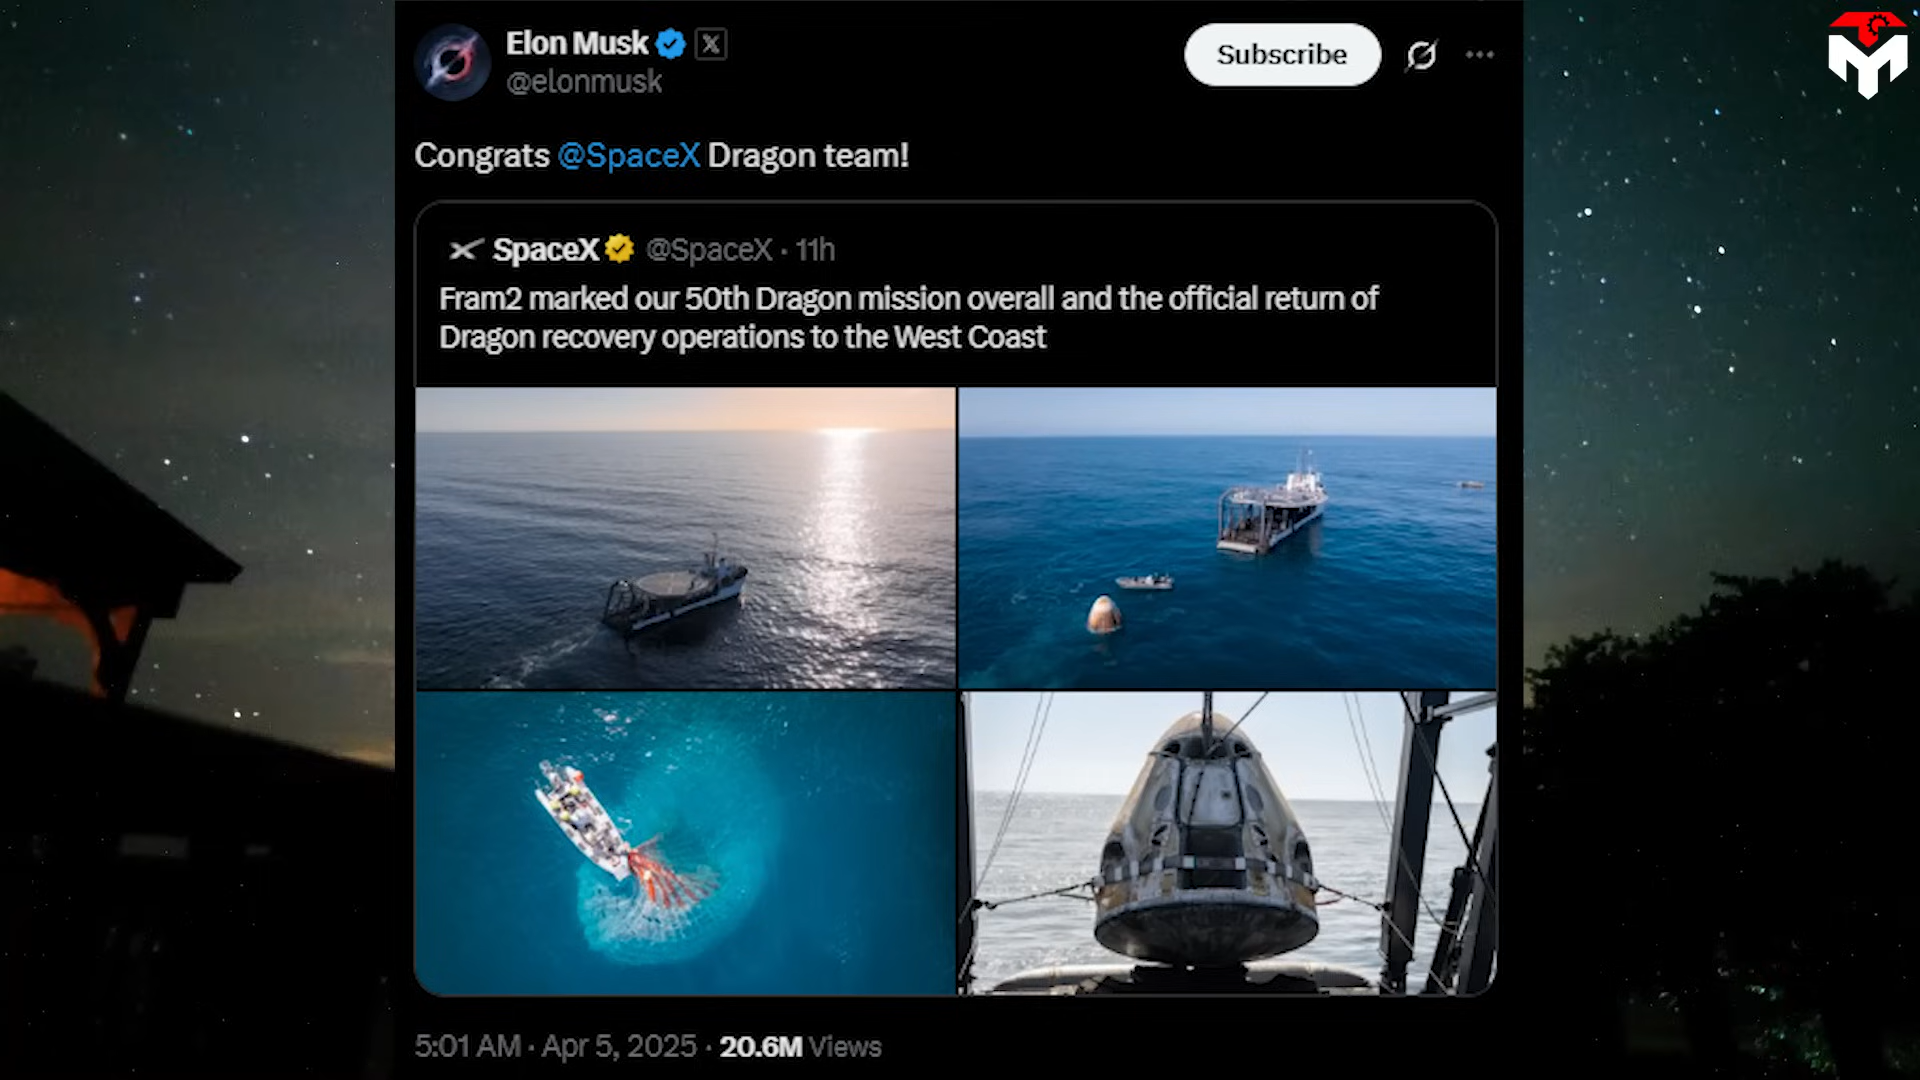 Elon Musk
@elonmusk
Subscribe
Congrats @SpaceX Dragon team!
SpaceX @SpaceX · 11h
Fram2 marked our 50th Dragon mission overall and the official return of
Dragon recovery operations to the West Coast
5:01 AM · Apr 5, 2025 · 20.6M Views